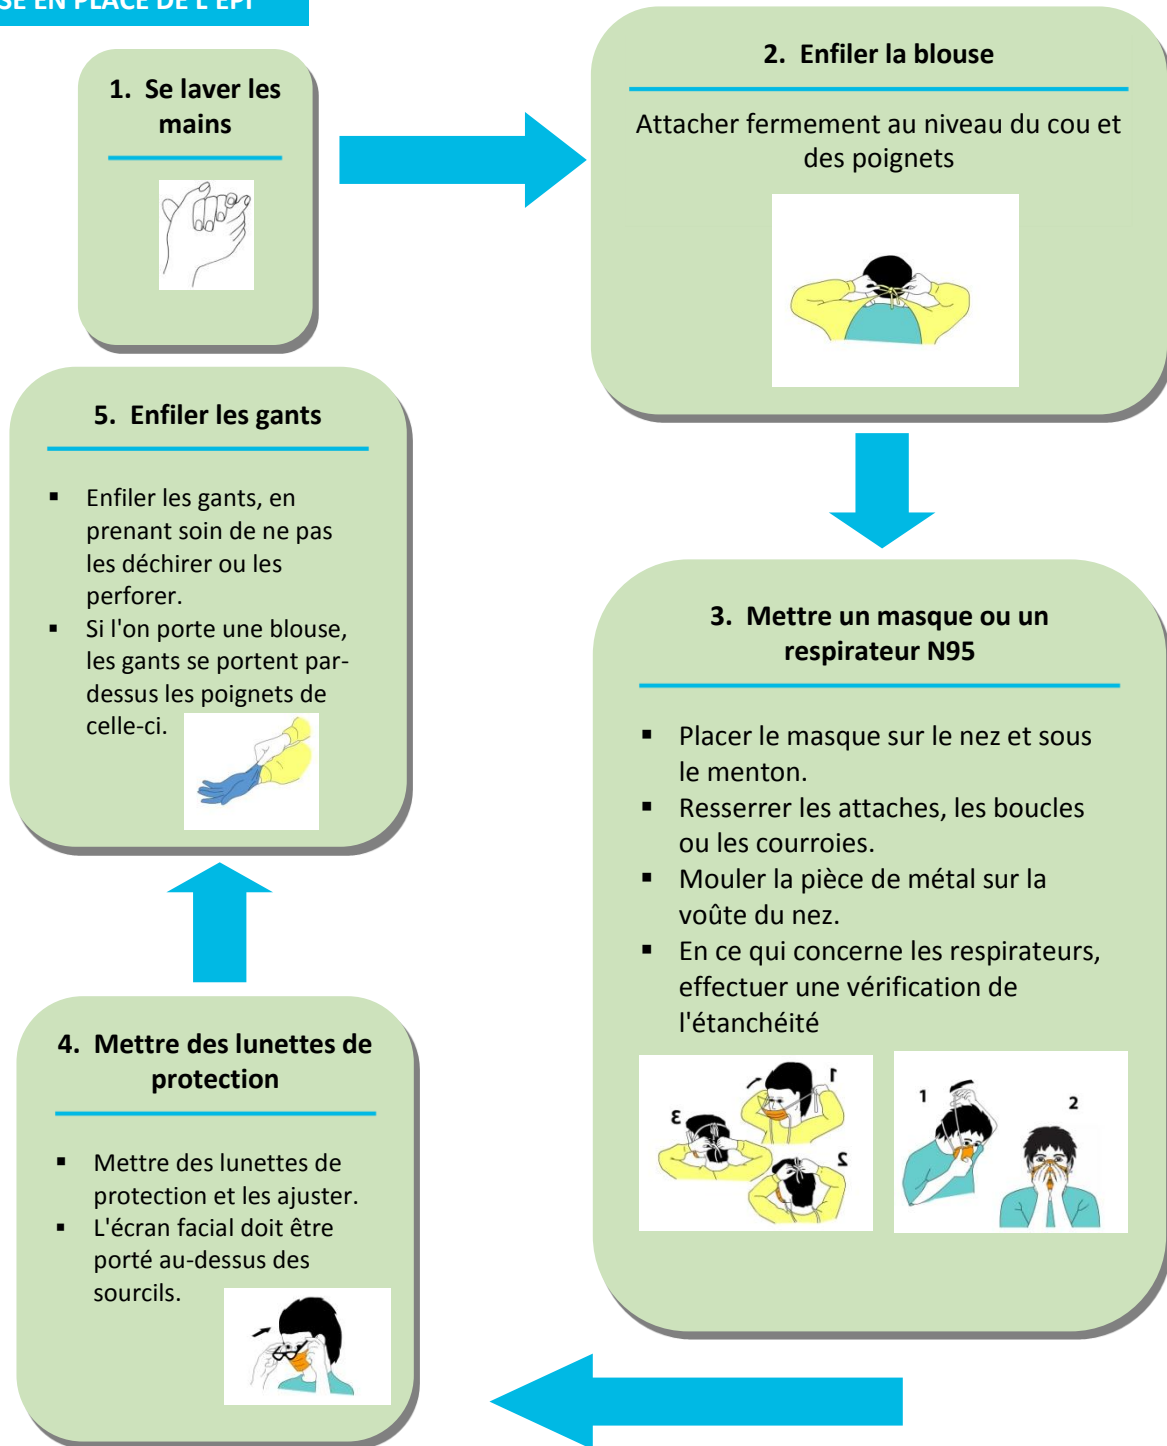 SE EN PLACE DE L'EPI
1. Se laver les
mains
2. Enfiler la blouse
Attacher fermement au niveau du cou et
des poignets
3. Mettre un masque ou un
respirateur N95
▪ Placer le masque sur le nez et sous
le menton.
▪ Resserrer les attaches, les boucles
ou les courroies.
▪ Mouler la pièce de métal sur la
voûte du nez.
▪ En ce qui concerne les respirateurs,
effectuer une vérification de
l'étanchéité
1
2
3
1
2
4. Mettre des lunettes de
protection
▪ Mettre des lunettes de
protection et les ajuster.
▪ L'écran facial doit être
porté au-dessus des
sourcils.
5. Enfiler les gants
▪ Enfiler les gants, en
prenant soin de ne pas
les déchirer ou les
perforer.
▪ Si l'on porte une blouse,
les gants se portent par-
dessus les poignets de
celle-ci.